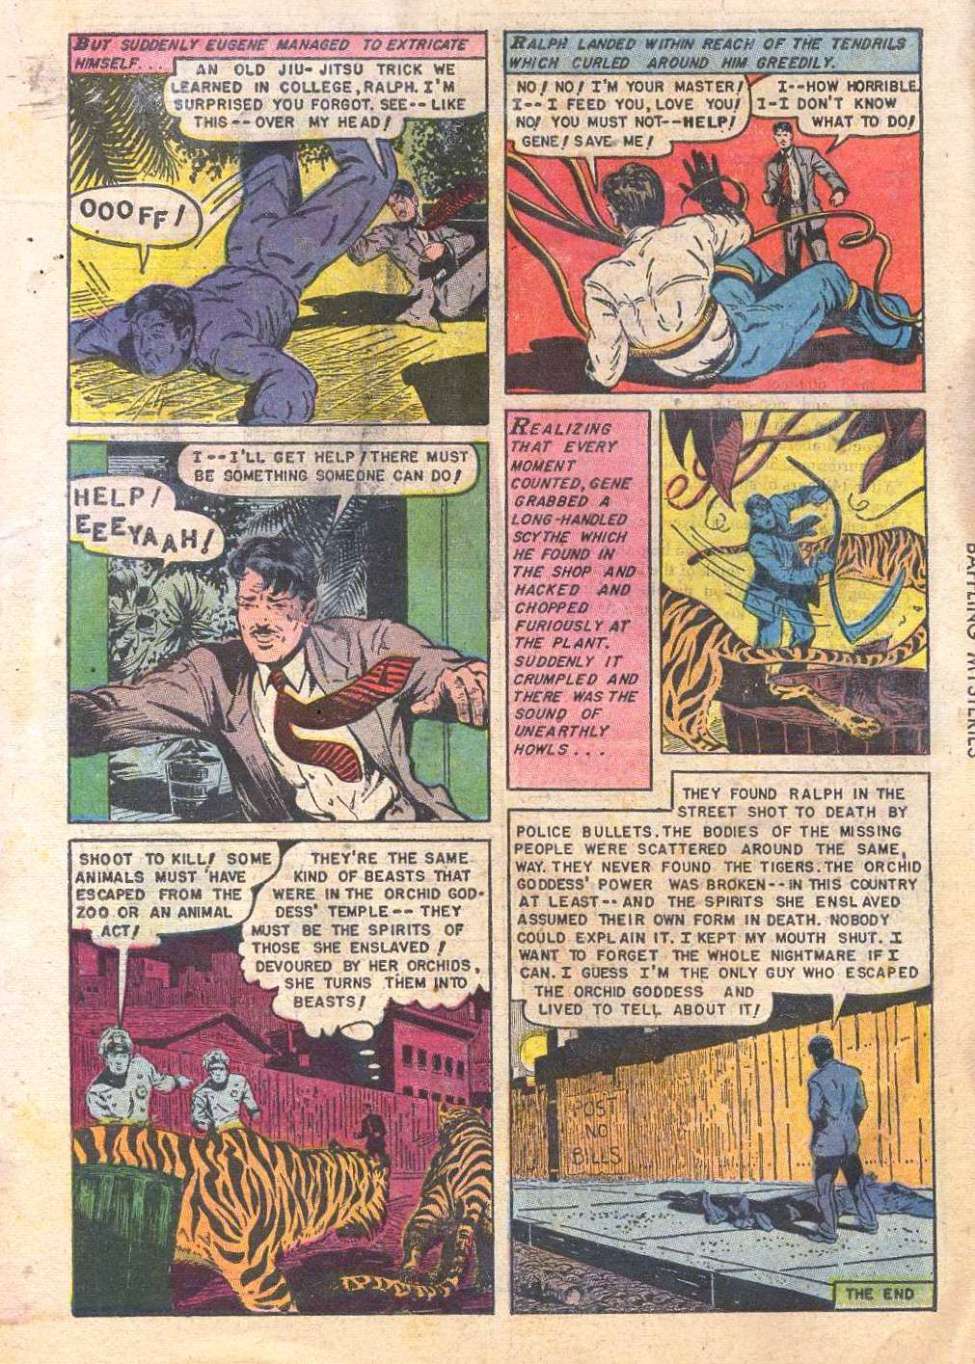 BUT SUDDENLY EUGENE MANAGED TO EXTRICATE
HIMSELF...
AN OLD JIU-JITSU TRICK WE
LEARNED IN COLLEGE, RALPH. I'M
SURPRISED YOU FORGOT. SEE--LIKE
THIS--OVER MY HEAD!
OOOFF!
RALPH LANDED WITHIN REACH OF THE TENDRILS
WHICH CURLED AROUND HIM GREEDILY.
NO! NO! I'M YOUR MASTER!
I--I FEED YOU, LOVE YOU!
NO! YOU MUST NOT--HELP!
GENE! SAVE ME!
I--HOW HORRIBLE.
I-I DON'T KNOW
WHAT TO DO!
I--I'LL GET HELP! THERE MUST
BE SOMETHING SOMEONE CAN DO!
HELP!
EEEYAAH!
REALIZING
THAT EVERY
MOMENT
COUNTED, GENE
GRABBED A
LONG-HANDLED
SCYTHE WHICH
HE FOUND IN
THE SHOP AND
HACKED AND
CHOPPED
FURIOUSLY AT
THE PLANT.
SUDDENLY IT
CRUMPLED AND
THERE WAS THE
SOUND OF
UNEARTHLY
HOWLS...
SHOOT TO KILL! SOME
ANIMALS MUST HAVE
ESCAPED FROM THE
ZOO OR AN ANIMAL
ACT!
THEY'RE THE SAME
KIND OF BEASTS THAT
WERE IN THE ORCHID GOD-
DESS' TEMPLE--THEY
MUST BE THE SPIRITS OF
THOSE SHE ENSLAVED!
DEVOURED BY HER ORCHIDS,
SHE TURNS THEM INTO
BEASTS!
THEY FOUND RALPH IN THE
STREET SHOT TO DEATH BY
POLICE BULLETS. THE BODIES OF THE MISSING
PEOPLE WERE SCATTERED AROUND THE SAME
WAY. THEY NEVER FOUND THE TIGERS. THE ORCHID
GODDESS' POWER WAS BROKEN--IN THIS COUNTRY
AT LEAST--AND THE SPIRITS SHE ENSLAVED
ASSUMED THEIR OWN FORM IN DEATH. NOBODY
COULD EXPLAIN IT. I KEPT MY MOUTH SHUT. I
WANT TO FORGET THE WHOLE NIGHTMARE IF I
CAN. I GUESS I'M THE ONLY GUY WHO ESCAPED
THE ORCHID GODDESS AND
LIVED TO TELL ABOUT IT!
POST
NO
BILLS
THE END